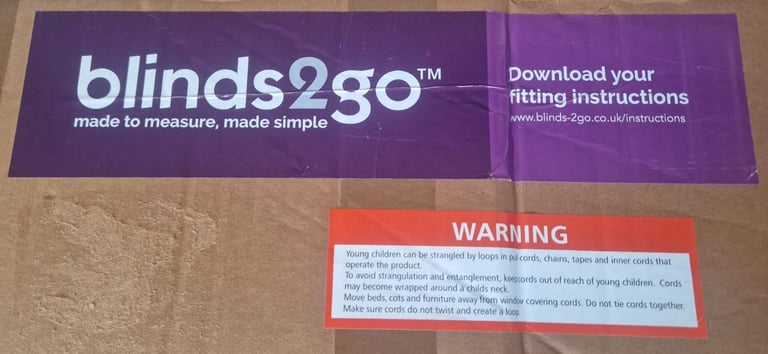 blinds2go™
made to measure, made simple
Download your
fitting instructions
www.blinds-2go.co.uk/instructions
WARNING
Young children can be strangled by loops in pull cords, chains, tapes and inner cords that
operate the product.
To avoid strangulation and entanglement, keep cords out of reach of young children. Cords
may become wrapped around a childs neck.
Move beds, cots and furniture away from window covering cords. Do not tie cords together.
Make sure cords do not twist and create a loop